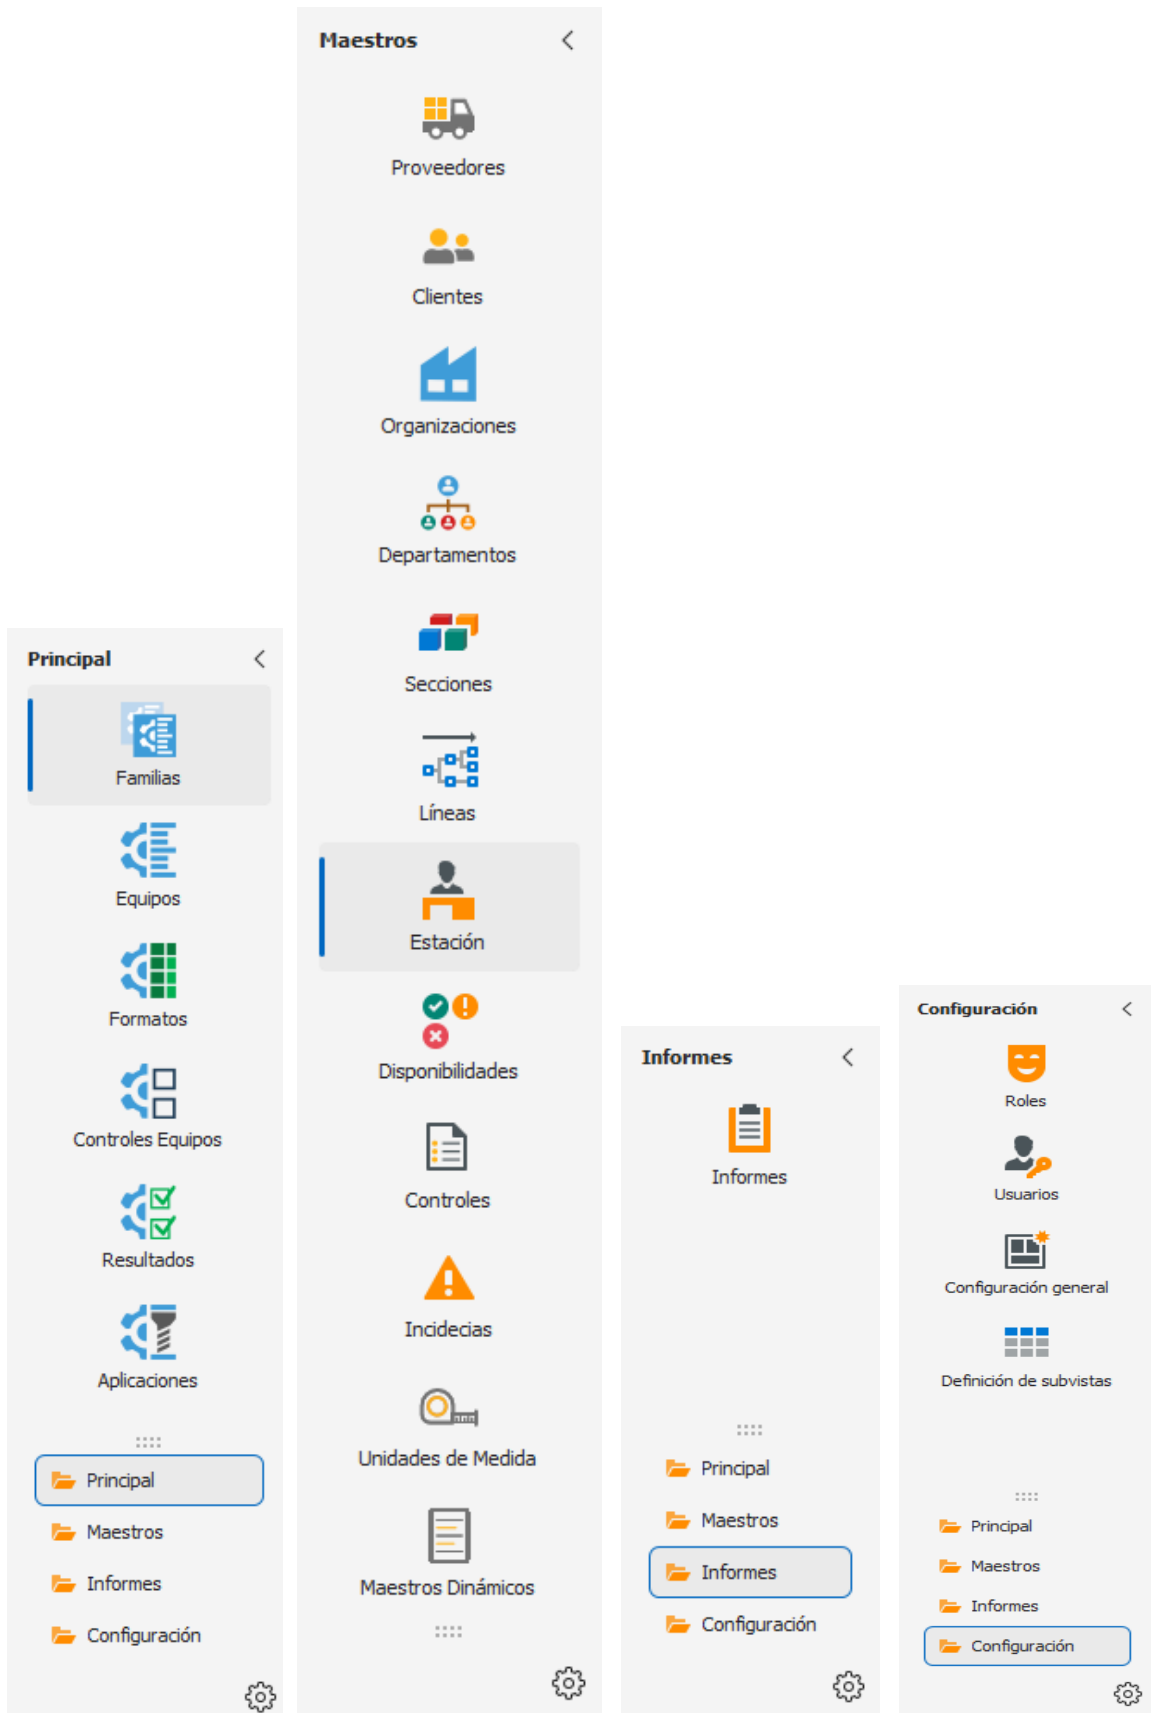 Principal
Familias
Equipos
Formatos
Controles Equipos
Resultados
Aplicaciones
Principal
Maestros
Informes
Configuración
Maestros
Proveedores
Clientes
Organizaciones
Departamentos
Secciones
Líneas
Estación
Disponibilidades
Controles
Incidecias
Unidades de Medida
Maestros Dinámicos
Informes
Informes
Principal
Maestros
Informes
Configuración
Configuración
Roles
Usuarios
Configuración general
Definición de subvistas
Principal
Maestros
Informes
Configuración